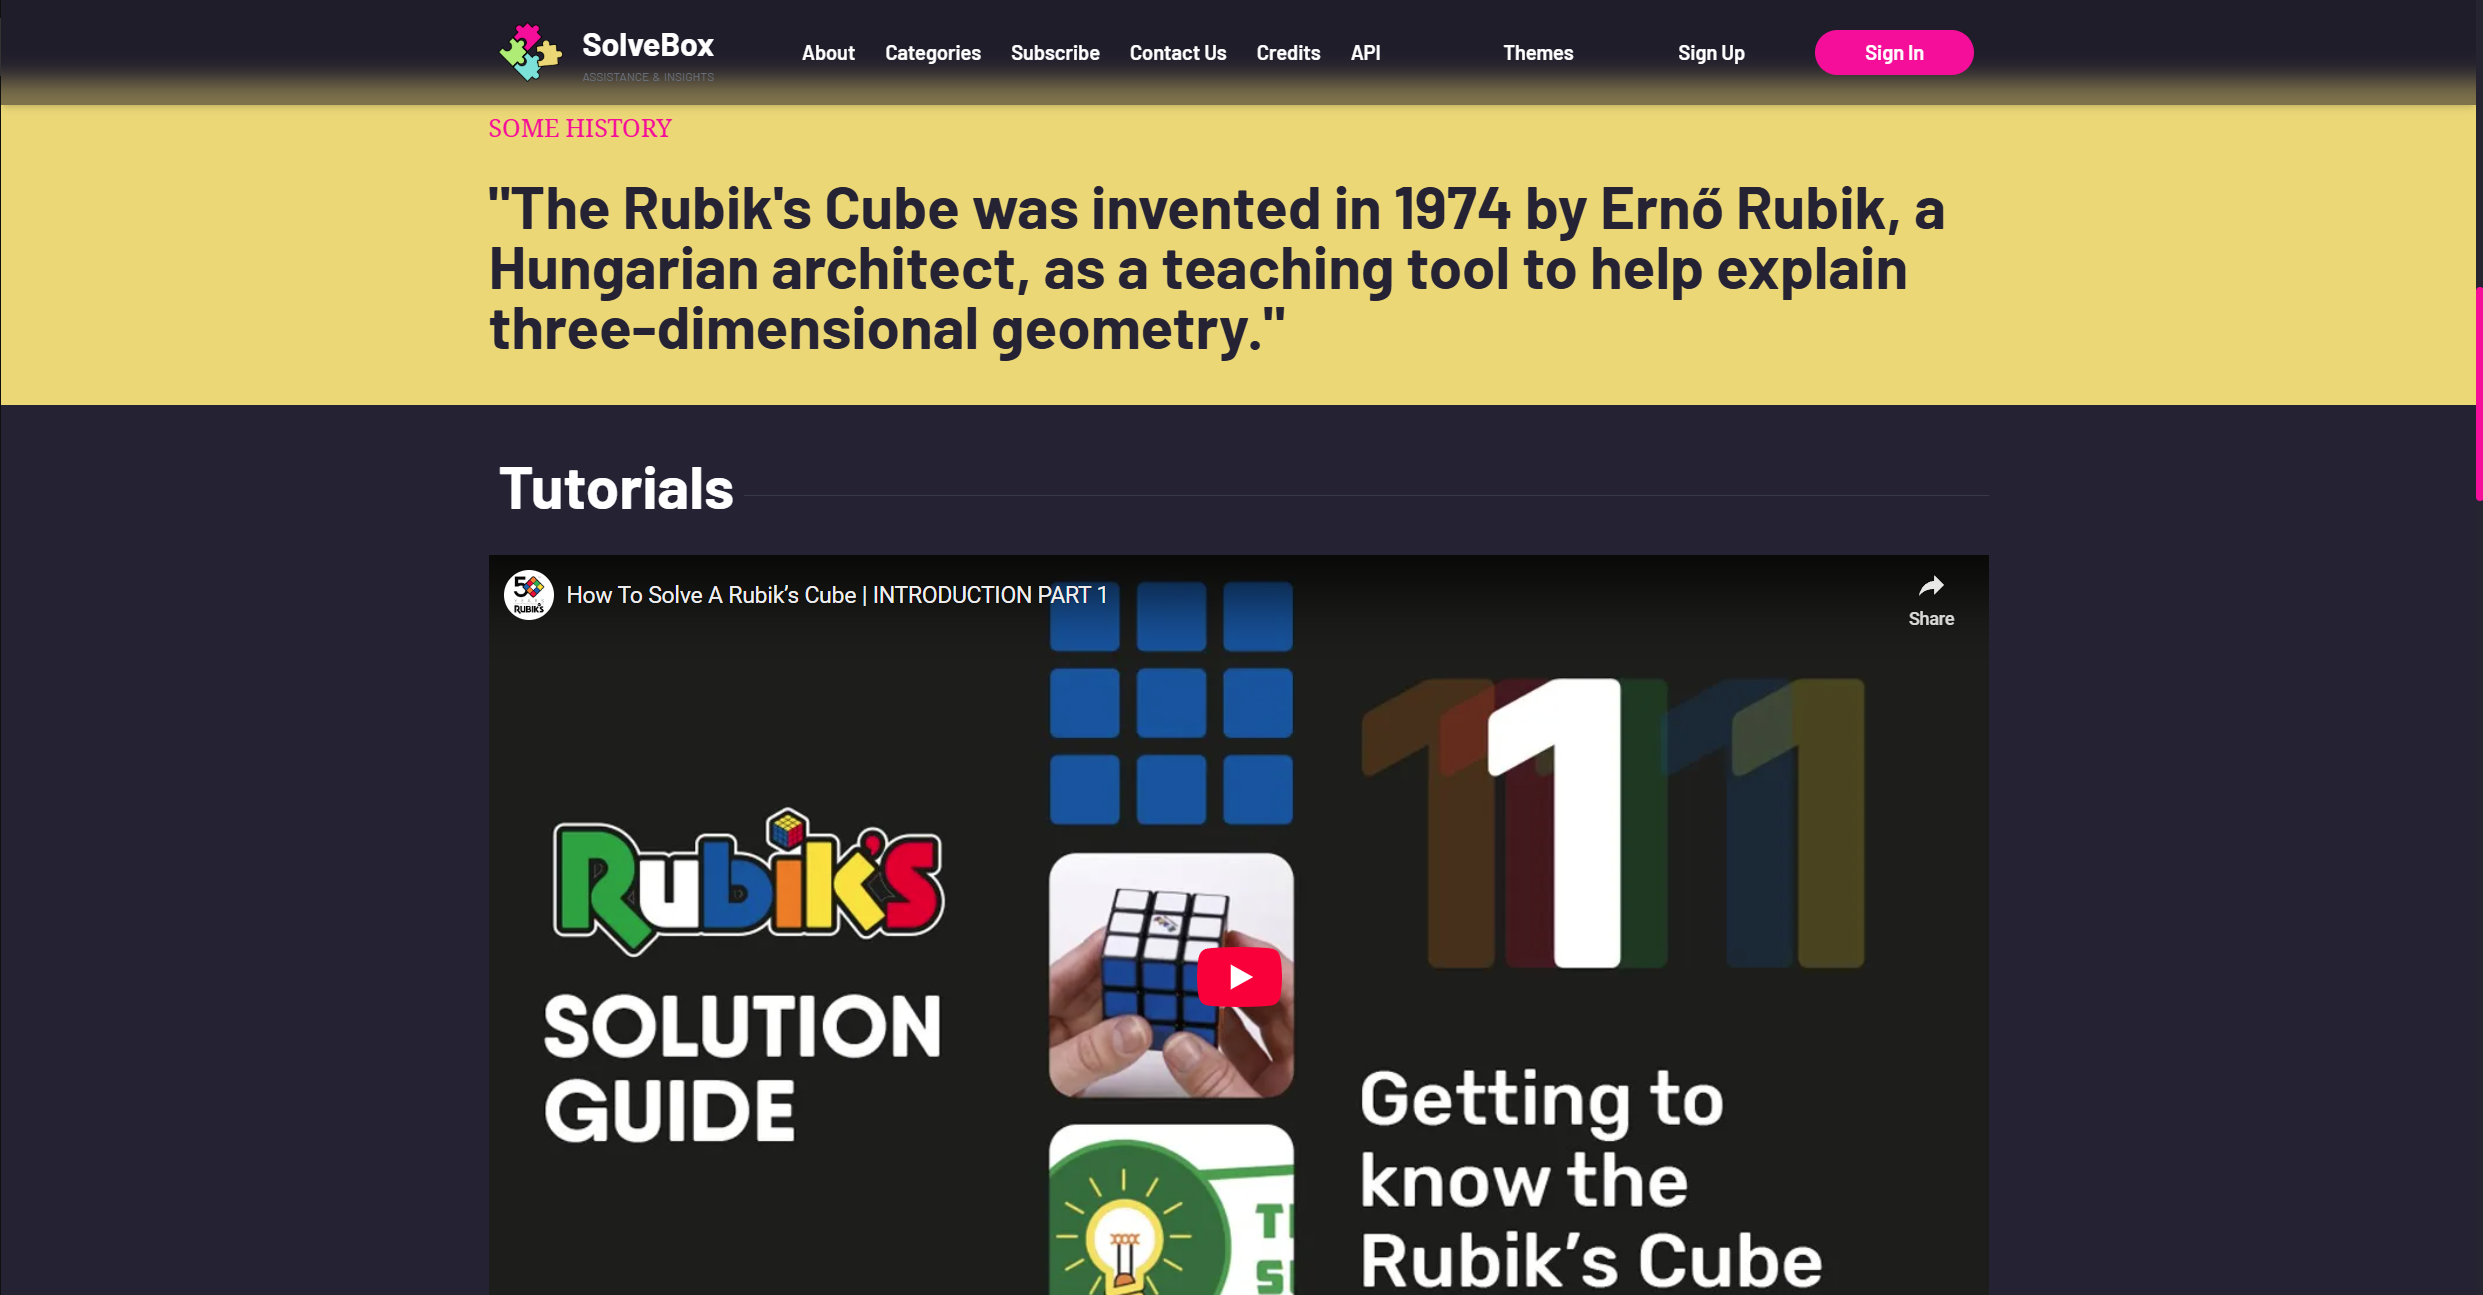 SolveBox
ASSISTANCE & INSIGHTS
About Categories Subscribe Contact Us Credits API Themes Sign Up Sign In
SOME HISTORY
"The Rubik's Cube was invented in 1974 by Ernő Rubik, a
Hungarian architect, as a teaching tool to help explain
three-dimensional geometry."
Tutorials
50
RUBIK'S
How To Solve A Rubik’s Cube | INTRODUCTION PART 1
Share
1
Rubik's
SOLUTION
GUIDE
Getting to
know the
Rubik’s Cube